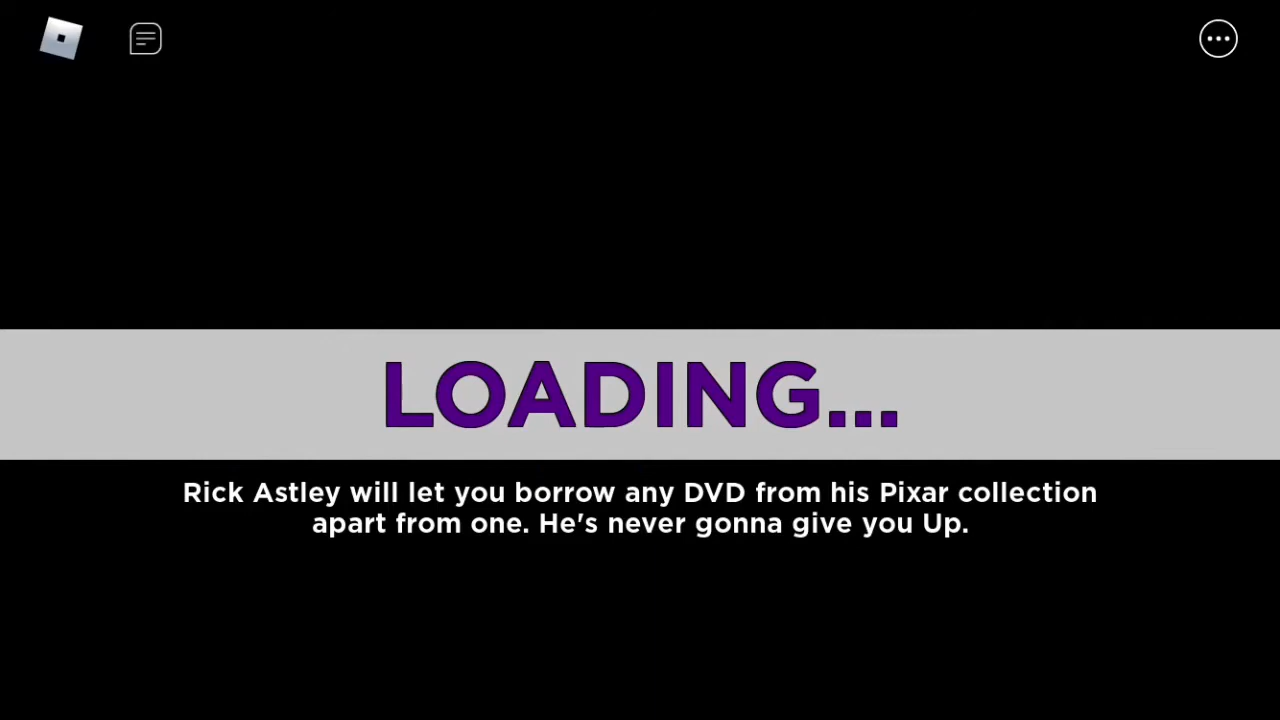 LOADING...
Rick Astley will let you borrow any DVD from his Pixar collection
apart from one. He's never gonna give you Up.